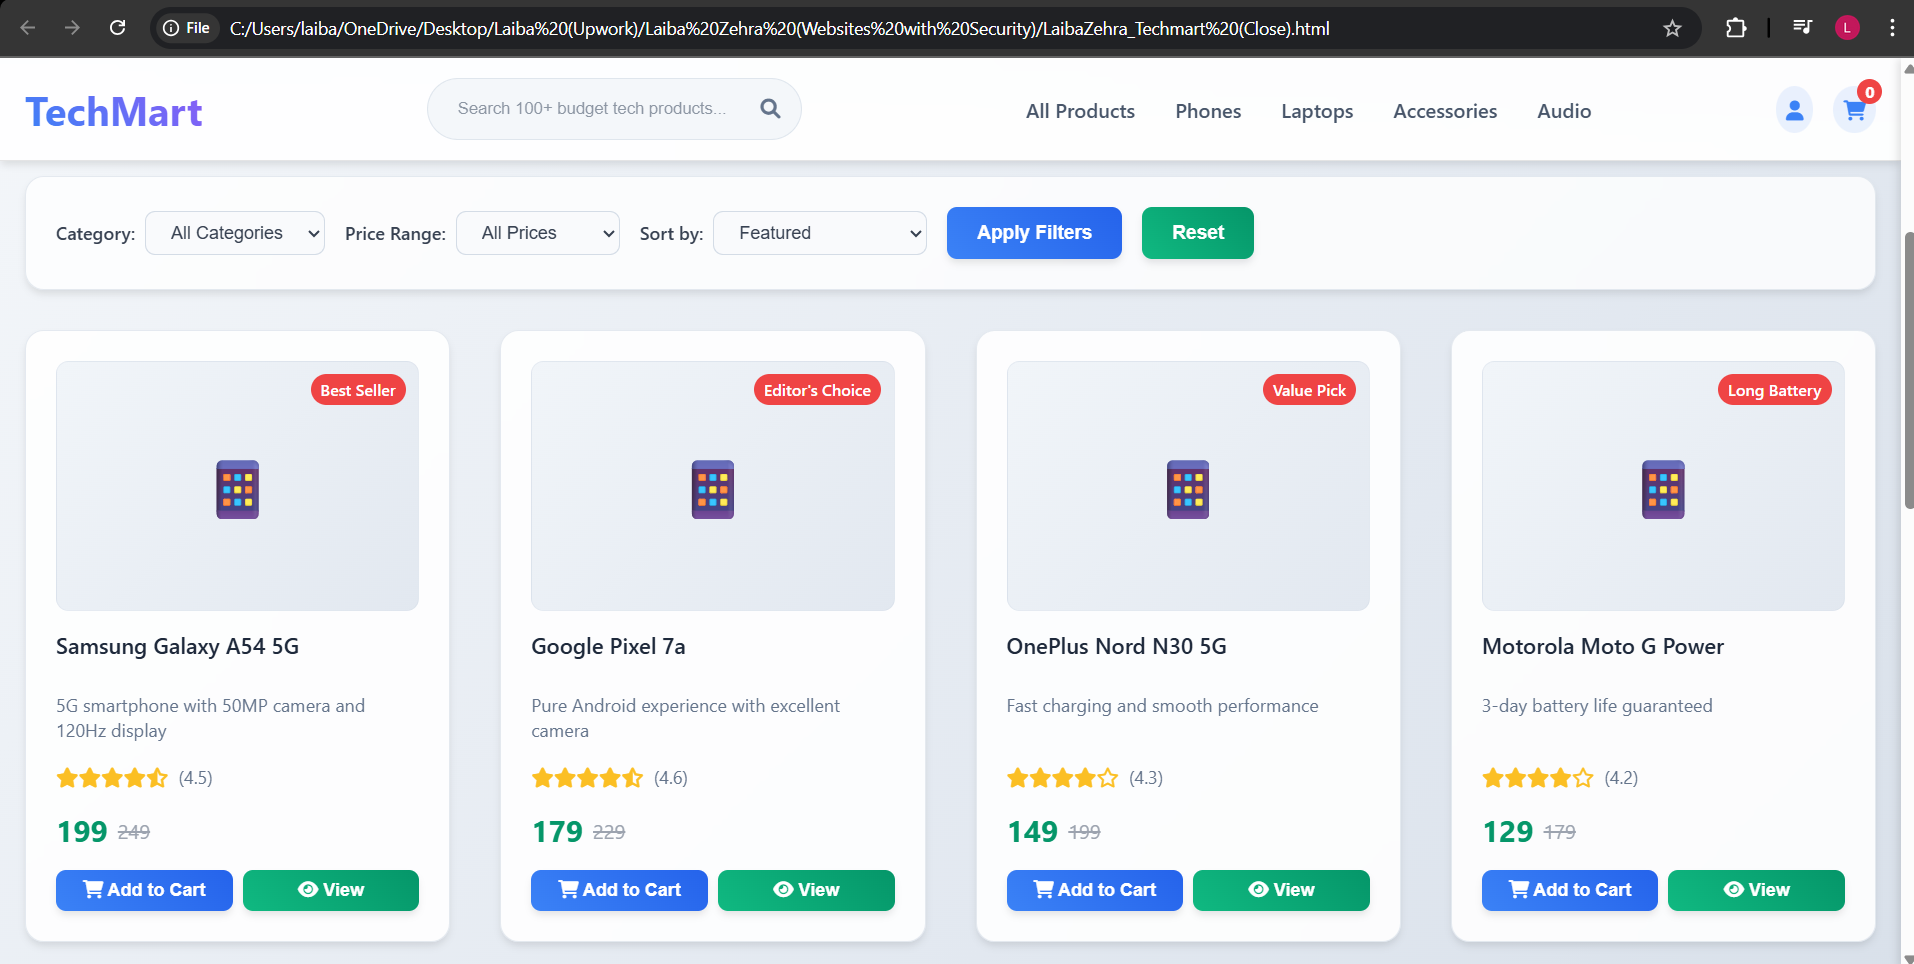 File C:/Users/laiba/OneDrive/Desktop/Laiba%20(Upwork)/Laiba%20Zehra%20(Websites%20with%20Security)/LaibaZehra_Techmart%20(Close).html L
TechMart Search 100+ budget tech products... All Products Phones Laptops Accessories Audio 0
Category: All Categories Price Range: All Prices Sort by: Featured Apply Filters Reset
Best Seller
Samsung Galaxy A54 5G
5G smartphone with 50MP camera and
120Hz display
(4.5)
199 249
Add to Cart View
Editor's Choice
Google Pixel 7a
Pure Android experience with excellent
camera
(4.6)
179 229
Add to Cart View
Value Pick
OnePlus Nord N30 5G
Fast charging and smooth performance
(4.3)
149 199
Add to Cart View
Long Battery
Motorola Moto G Power
3-day battery life guaranteed
(4.2)
129 179
Add to Cart View